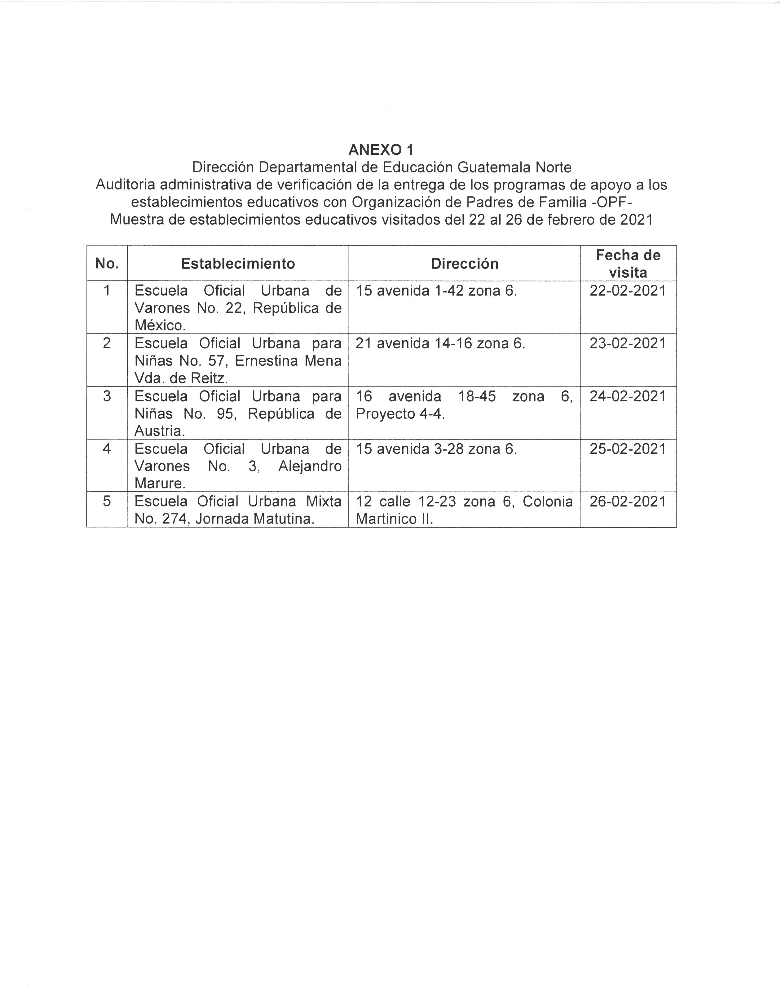 ANEXO 1
Dirección Departamental de Educación Guatemala Norte
Auditoria administrativa de verificación de la entrega de los programas de apoyo a los
establecimientos educativos con Organización de Padres de Familia -OPF-
Muestra de establecimientos educativos visitados del 22 al 26 de febrero de 2021
No. Establecimiento Dirección Fecha de
visita
1 Escuela Oficial Urbana de 15 avenida 1-42 zona 6. 22-02-2021
Varones No. 22, República de
México.
2 Escuela Oficial Urbana para 21 avenida 14-16 zona 6. 23-02-2021
Niñas No. 57, Ernestina Mena
Vda. de Reitz.
3 Escuela Oficial Urbana para 16 avenida 18-45 zona 6, 24-02-2021
Niñas No. 95, República de Proyecto 4-4.
Austria.
4 Escuela Oficial Urbana de 15 avenida 3-28 zona 6. 25-02-2021
Varones No. 3, Alejandro
Marure.
5 Escuela Oficial Urbana Mixta 12 calle 12-23 zona 6, Colonia 26-02-2021
No. 274, Jornada Matutina. Martinico II.